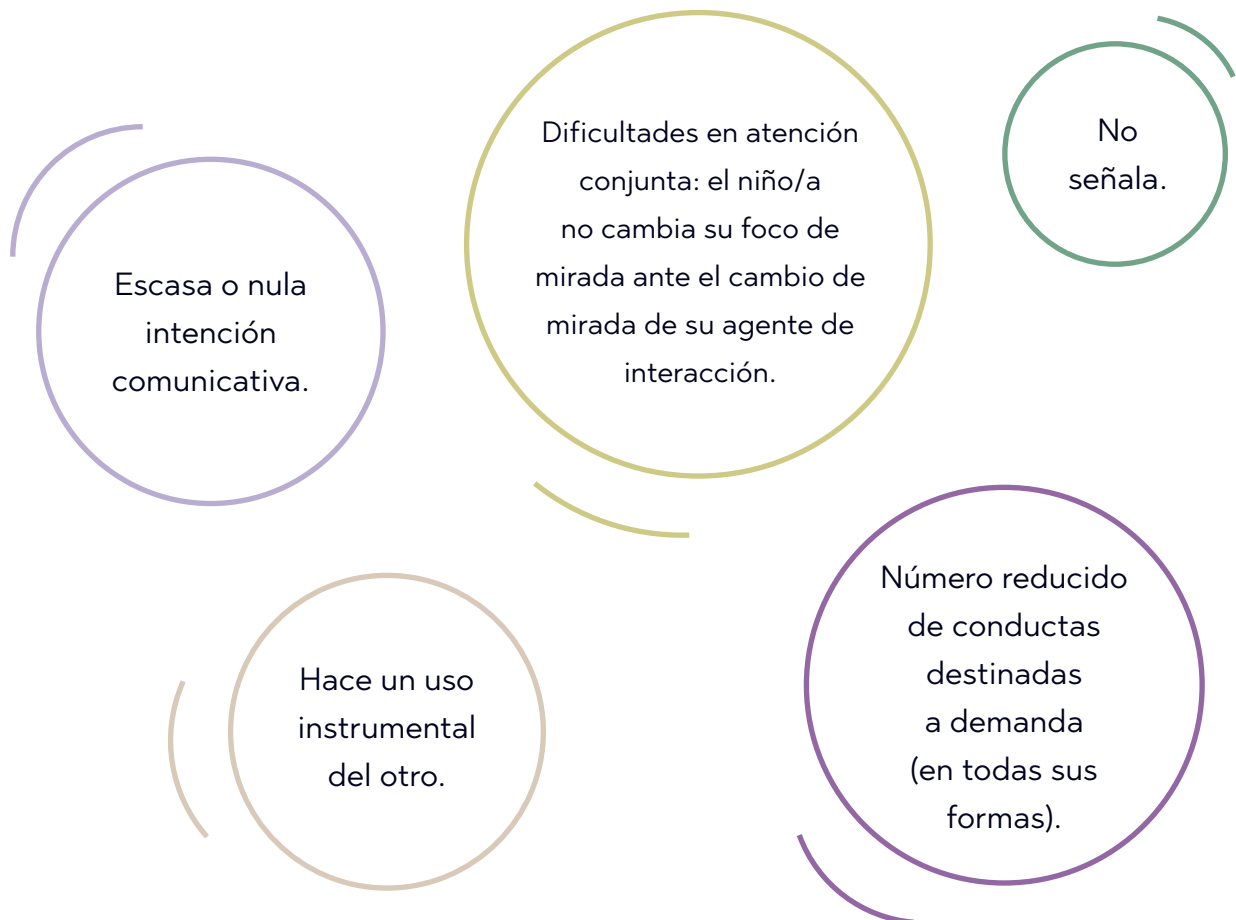 Escasa o nula
intención
comunicativa.
Dificultades en atención
conjunta: el niño/a
no cambia su foco de
mirada ante el cambio de
mirada de su agente de
interacción.
No
señala.
Hace un uso
instrumental
del otro.
Número reducido
de conductas
destinadas
a demanda
(en todas sus
formas).